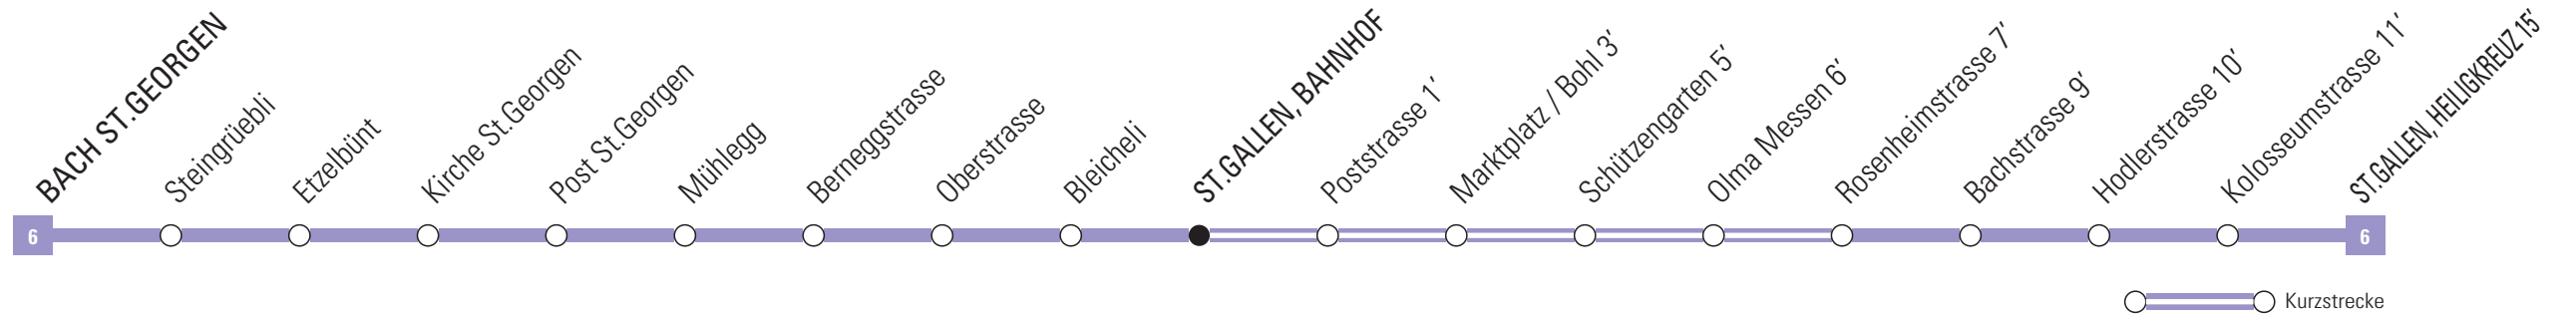 BACH ST.GEORGEN
Steingrüebli
Etzelbünt
Kirche St.Georgen
Post St.Georgen
Mühlegg
Berneggstrasse
Oberstrasse
Bleicheli
ST.GALLEN, BAHNHOF
Poststrasse 1’
Marktplatz / Bohl 3’
Schützengarten 5’
Olma Messen 6’
Rosenheimstrasse 7’
Bachstrasse 9’
Hodlerstrasse 10’
Kolosseumstrasse 11’
ST.GALLEN, HEILIGKREUZ 15’
6
6
Kurzstrecke